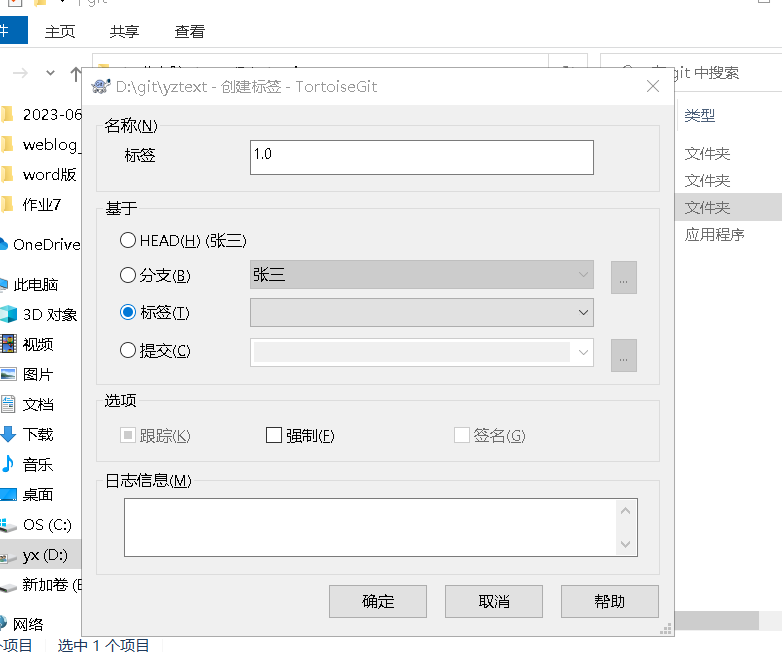 git
件 主页 共享 查看
git 中搜索
D:\git\yztext - 创建标签 - TortoiseGit
2023-06
weblog_
word版
作业7
OneDrive
此电脑
3D 对象
视频
图片
文档
下载
音乐
桌面
OS (C:)
yx (D:)
新加卷 (E
网络
个项目 选中 1 个项目
名称(N)
标签 1.0
基于
HEAD(H) (张三)
分支(B) 张三 ...
标签(T)
提交(C) ...
选项
跟踪(K) 强制(F) 签名(G)
日志信息(M)
确定 取消 帮助
类型
文件夹
文件夹
文件夹
应用程序